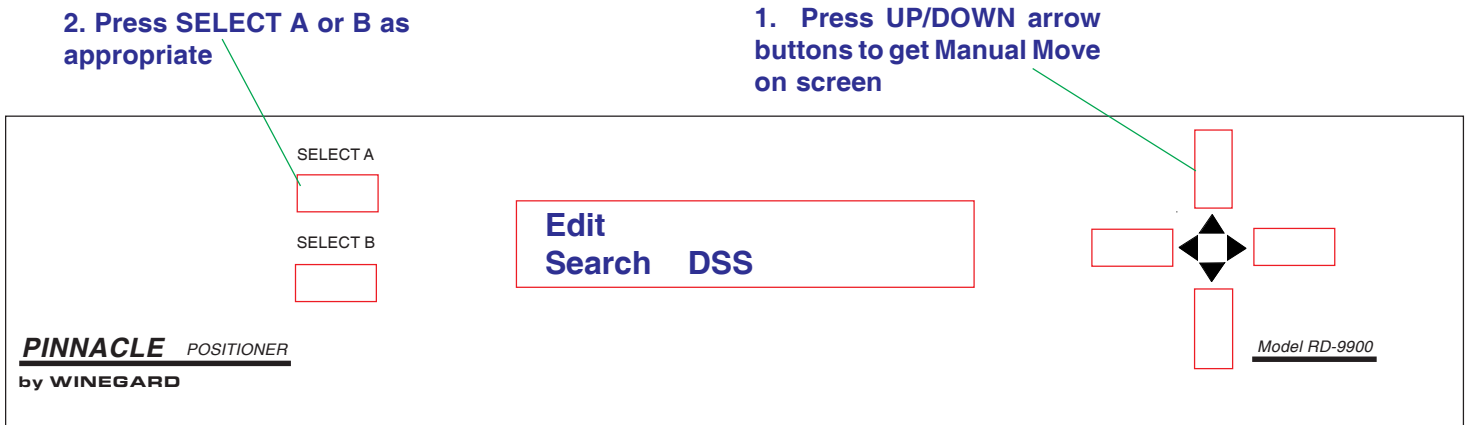 2. Press SELECT A or B as
appropriate
1. Press UP/DOWN arrow
buttons to get Manual Move
on screen
SELECT A
SELECT B
Edit
Search DSS
PINNACLE POSITIONER
by WINEGARD
Model RD-9900